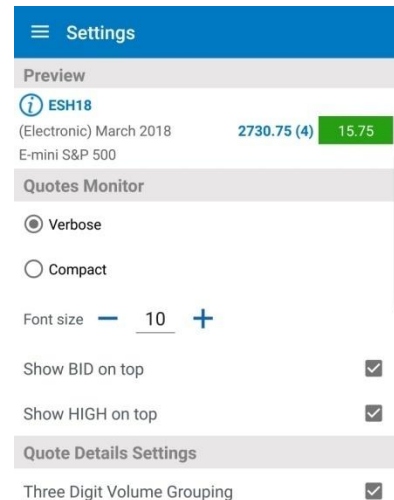 Settings
Preview
ESH18
(Electronic) March 2018 2730.75 (4) 15.75
E-mini S&P 500
Quotes Monitor
Verbose
Compact
Font size 10
Show BID on top
Show HIGH on top
Quote Details Settings
Three Digit Volume Grouping